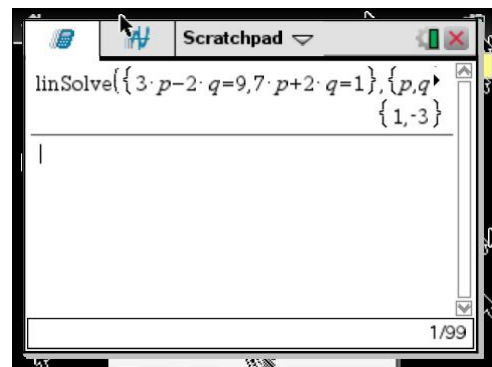 Scratchpad
linSolve({3·p-2·q=9,7·p+2·q=1},{p,q
{1,-3}
1/99